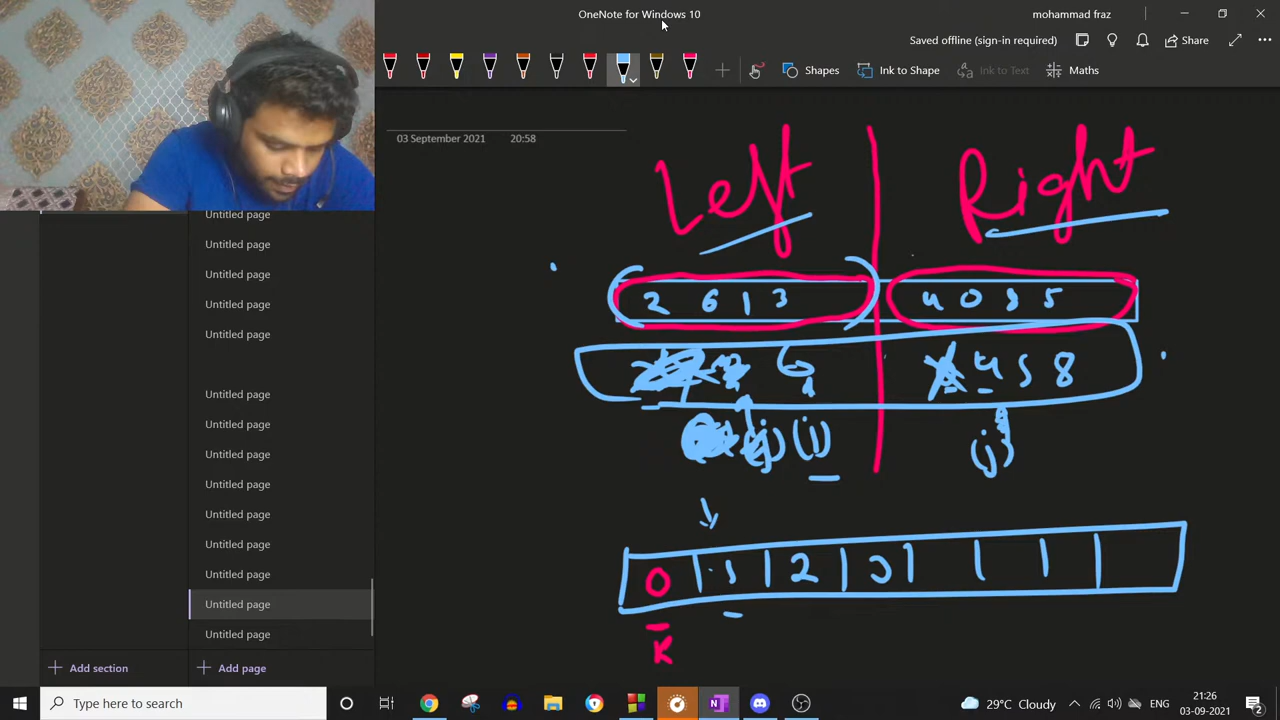 OneNote for Windows 10
mohammad fraz
Saved offline (sign-in required)
Share
Shapes
Ink to Shape
Ink to Text
Maths
03 September 2021 20:58
Left Right
2 6 1 3 4 0 8 5
6 4 5 8
(j) (i) (j)
0 1 2 3
K
Untitled page
Untitled page
Untitled page
Untitled page
Untitled page
Untitled page
Untitled page
Untitled page
Untitled page
Untitled page
Untitled page
Untitled page
Untitled page
Untitled page
Add section
Add page
Type here to search
29°C Cloudy
21:26
03-09-2021